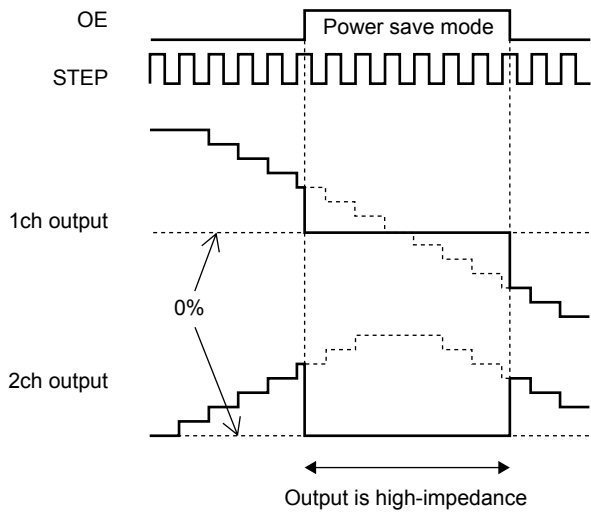 OE
Power save mode
STEP
1ch output
0%
2ch output
Output is high-impedance